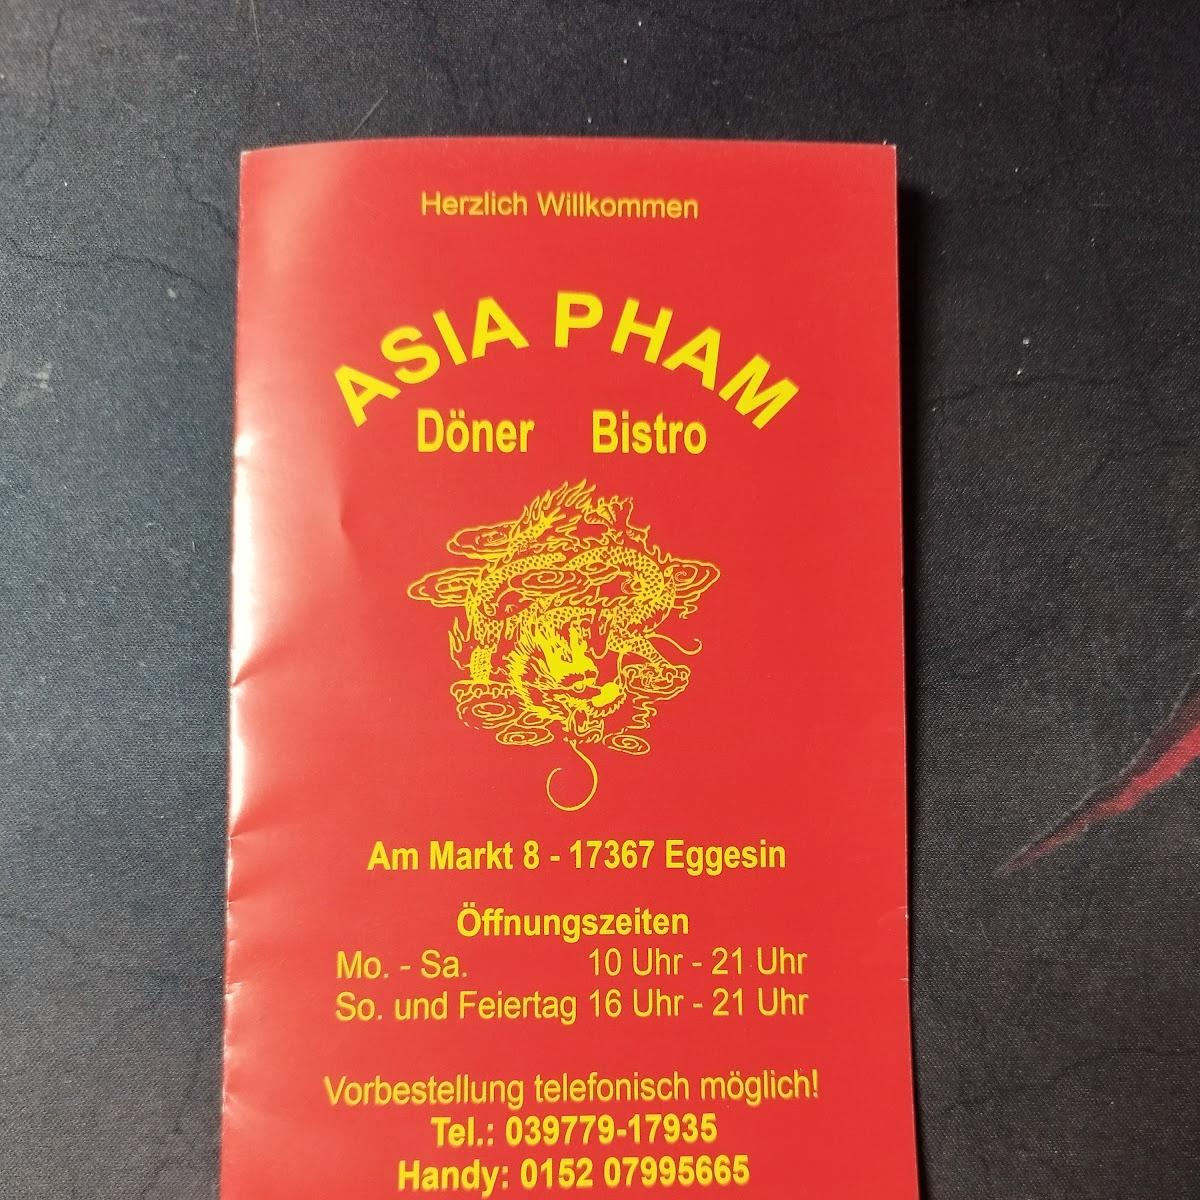 Herzlich Willkommen
ASIA PHAM
Döner Bistro
Am Markt 8 - 17367 Eggesin
Öffnungszeiten
Mo. - Sa. 10 Uhr - 21 Uhr
So. und Feiertag 16 Uhr - 21 Uhr
Vorbestellung telefonisch möglich!
Tel.: 039779-17935
Handy: 0152 07995665